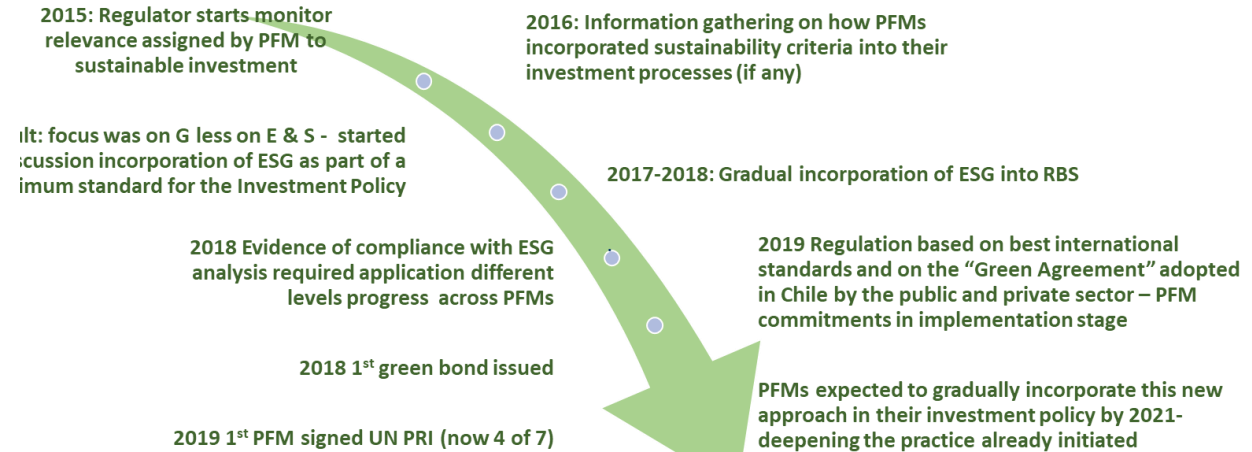 2015: Regulator starts monitor
relevance assigned by PFM to
sustainable investment
2016: Information gathering on how PFMs
incorporated sustainability criteria into their
investment processes (if any)
focus was on G less on E & S - started
incorporation of ESG as part of a
standard for the Investment Policy
2017-2018: Gradual incorporation of ESG into RBS
2018 Evidence of compliance with ESG
analysis required application different
levels progress across PFMs
2019 Regulation based on best international
standards and on the “Green Agreement” adopted
in Chile by the public and private sector – PFM
commitments in implementation stage
2018 1st green bond issued
PFMs expected to gradually incorporate this new
approach in their investment policy by 2021-
deepening the practice already initiated
2019 1st PFM signed UN PRI (now 4 of 7)